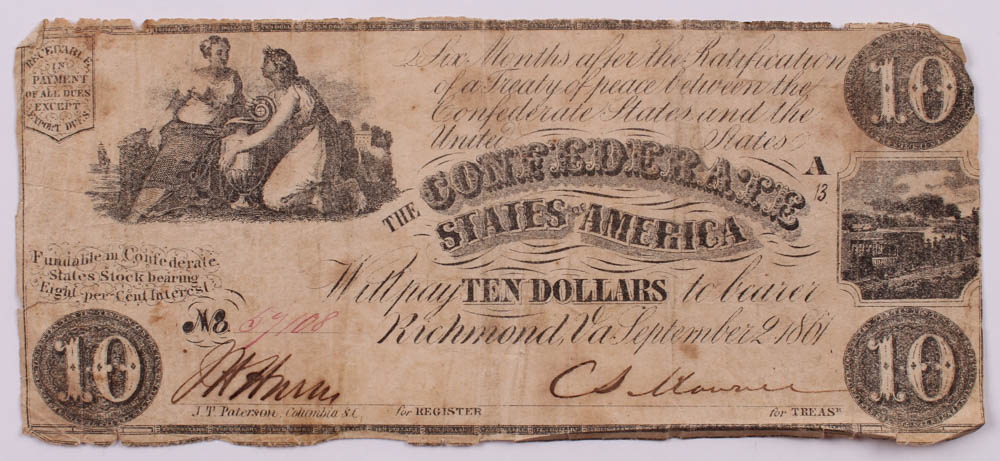 RECEIVABLE
IN
PAYMENT
OF ALL DUES
EXCEPT
EXPORT DUES
Six Months after the Ratification
of a Treaty of peace between the
Confederate States and the
United States
10
A
13
THE CONFEDERATE
STATES OF AMERICA
Fundable in Confederate
States Stock bearing
Eight per Cent Interest
Will pay TEN DOLLARS to bearer
No. 57108
Richmond, Va September 2 1861
10
10
J.T. Paterson, Columbia S.C.
for REGISTER
for TREASR